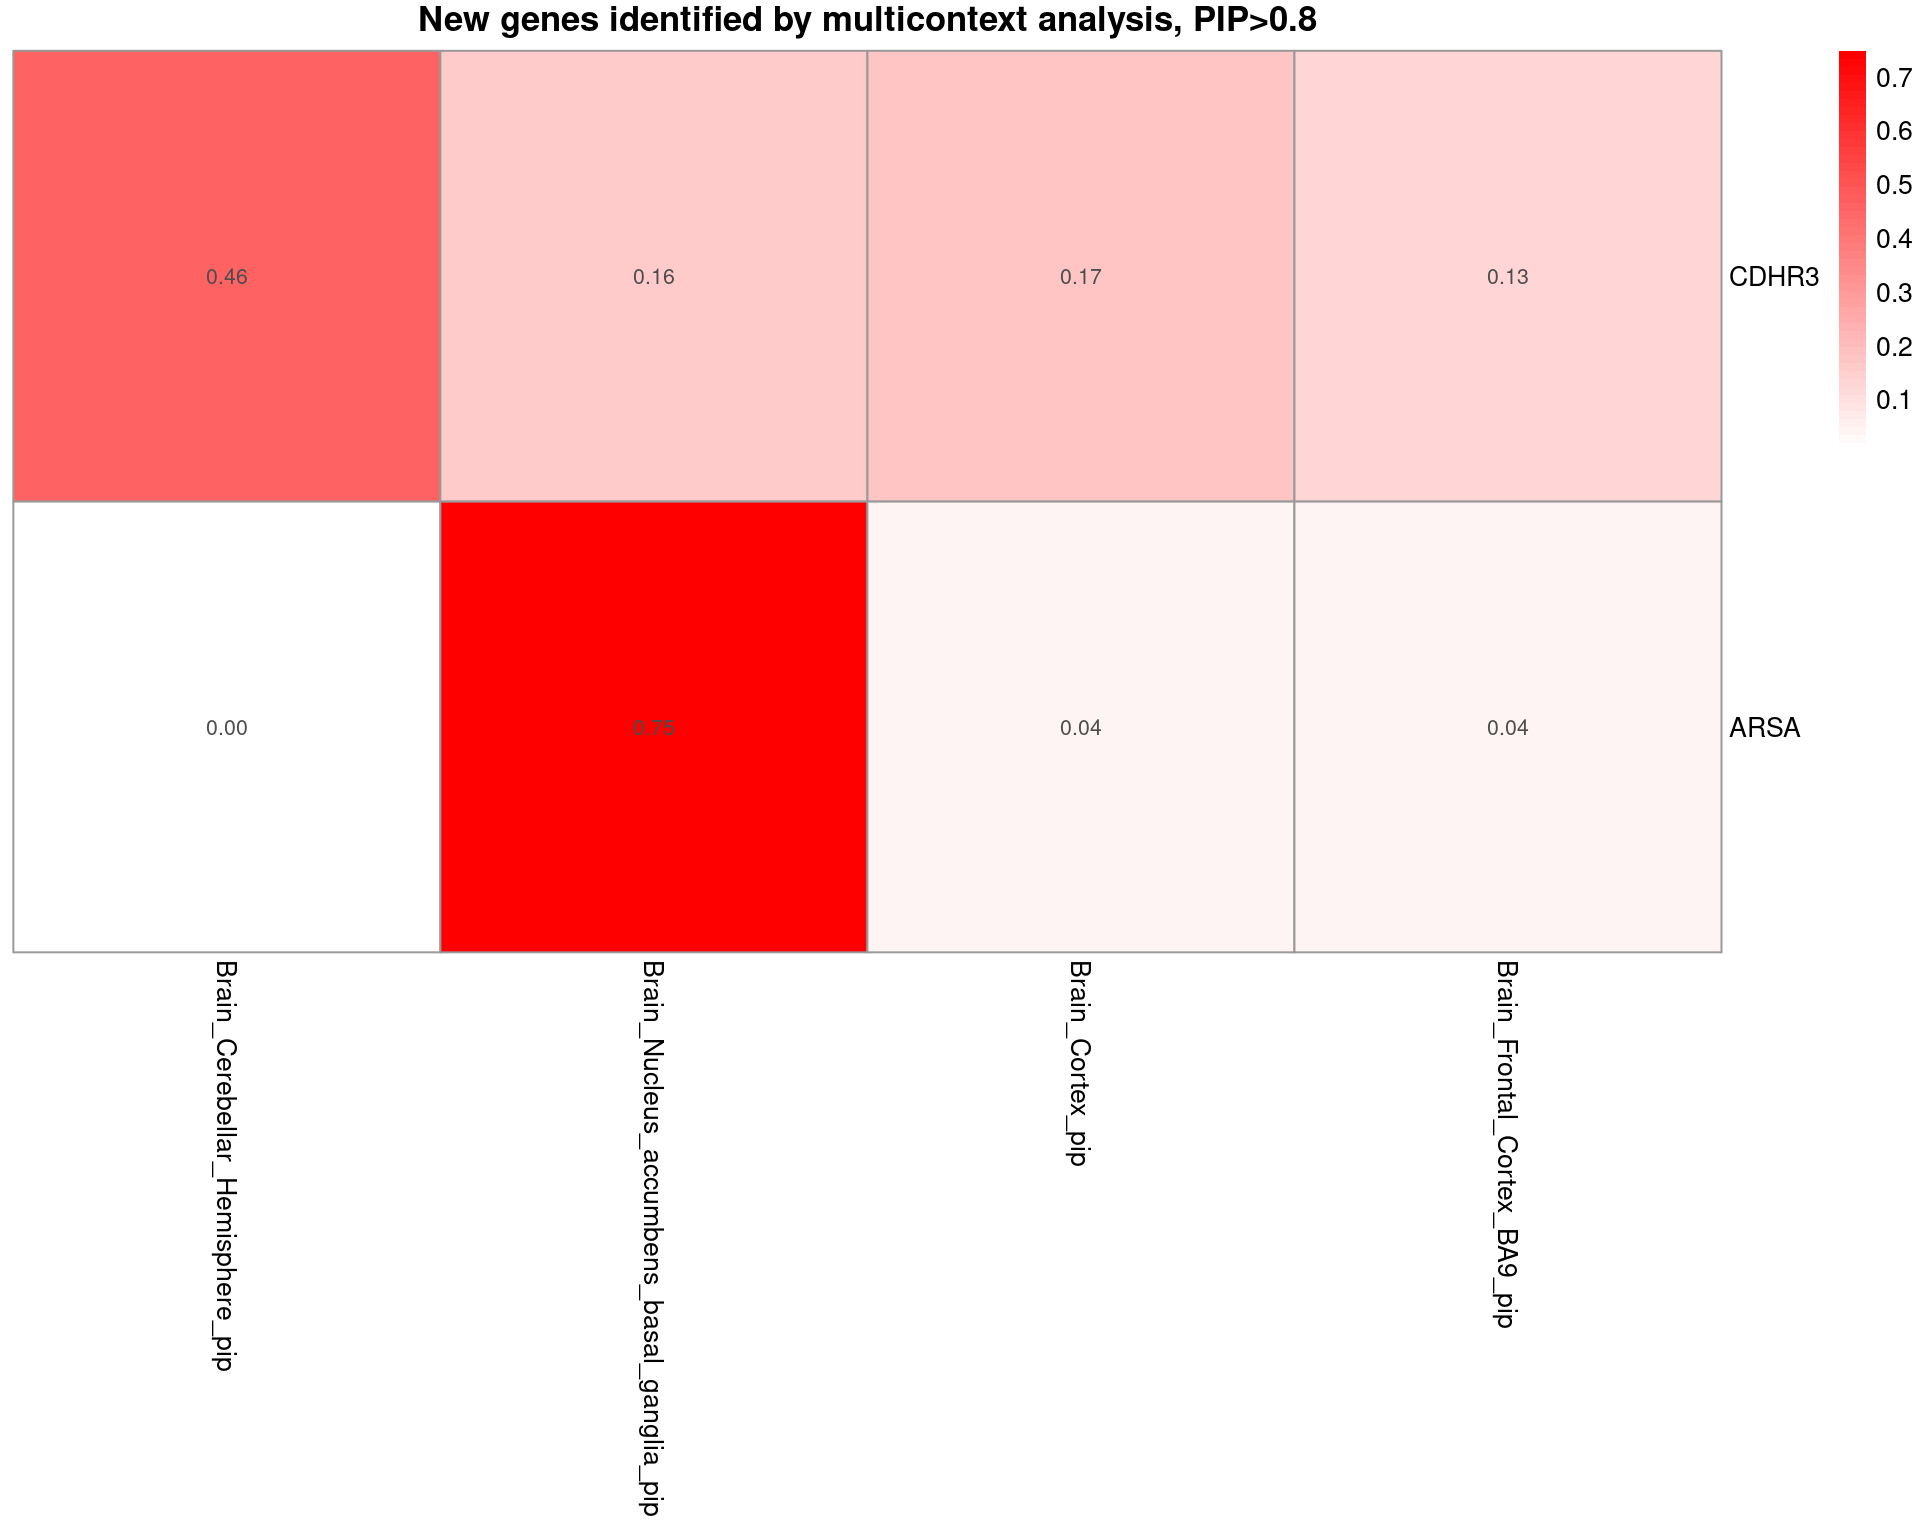 New genes identified by multicontext analysis, PIP>0.8
0.7
0.6
0.5
0.4
0.3
0.2
0.1
0.46 0.16 0.17 0.13 CDHR3
0.00 0.75 0.04 0.04 ARSA
Brain_Cerebellar_Hemisphere_pip
Brain_Nucleus_accumbens_basal_ganglia_pip
Brain_Cortex_pip
Brain_Frontal_Cortex_BA9_pip